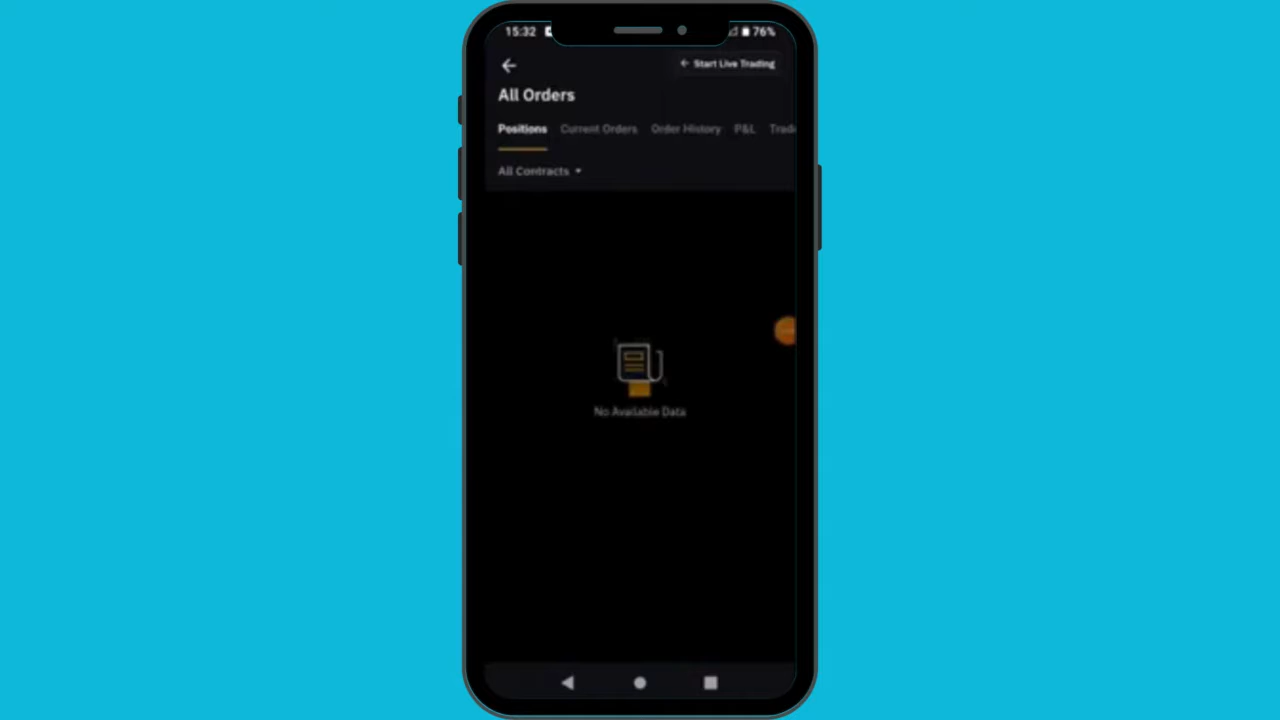 15:32
76%
Start Live Trading
All Orders
Positions Current Orders Order History P&L Trad
All Contracts
No Available Data